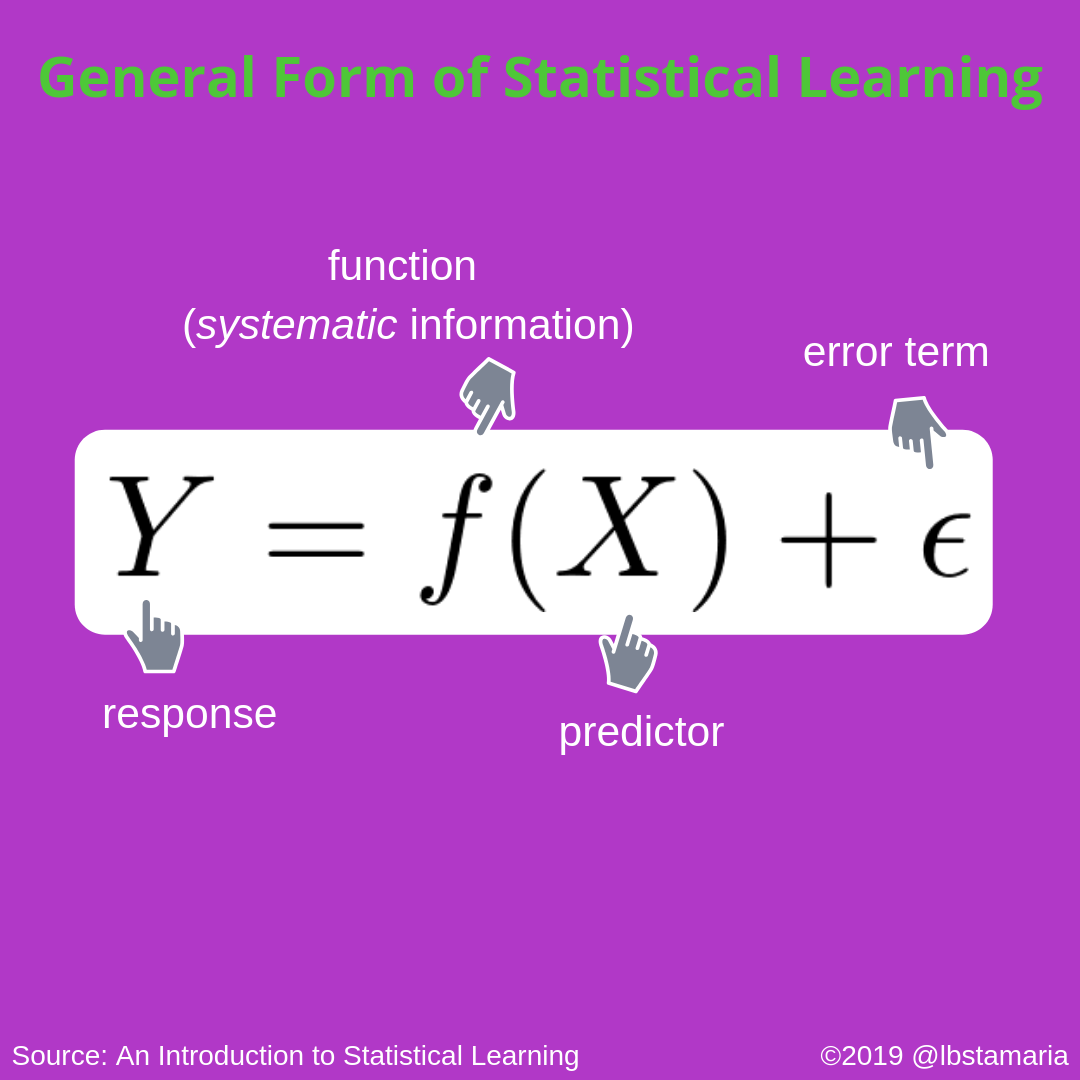 General Form of Statistical Learning
function
(systematic information)
error term
Y = f(X) + ϵ
response
predictor
Source: An Introduction to Statistical Learning
©2019 @lbstamaria